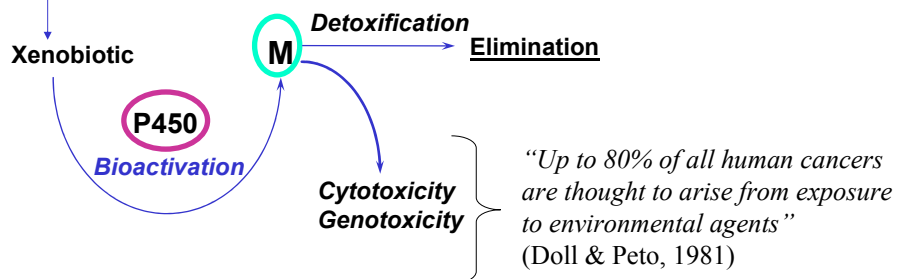 Detoxification
Xenobiotic
M
Elimination
P450
Bioactivation
Cytotoxicity
Genotoxicity
“Up to 80% of all human cancers
are thought to arise from exposure
to environmental agents”
(Doll & Peto, 1981)